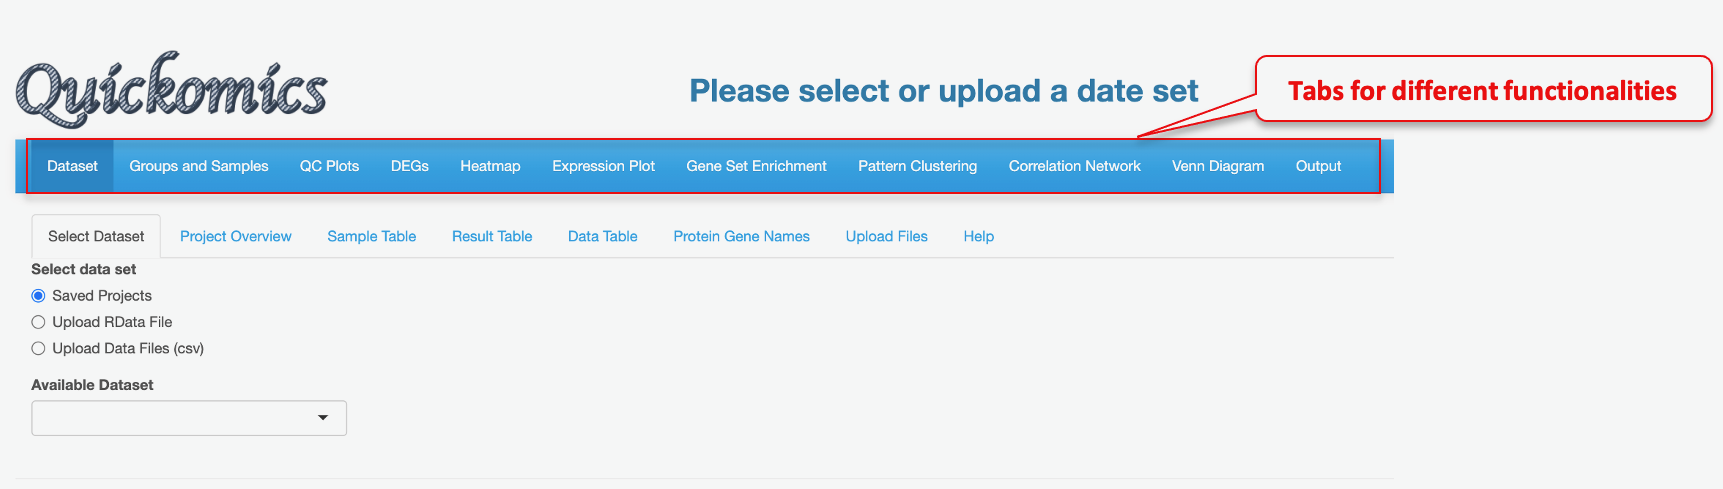 Quickomics
Please select or upload a date set
Tabs for different functionalities
Dataset Groups and Samples QC Plots DEGs Heatmap Expression Plot Gene Set Enrichment Pattern Clustering Correlation Network Venn Diagram Output
Select Dataset Project Overview Sample Table Result Table Data Table Protein Gene Names Upload Files Help
Select data set
Saved Projects
Upload RData File
Upload Data Files (csv)
Available Dataset